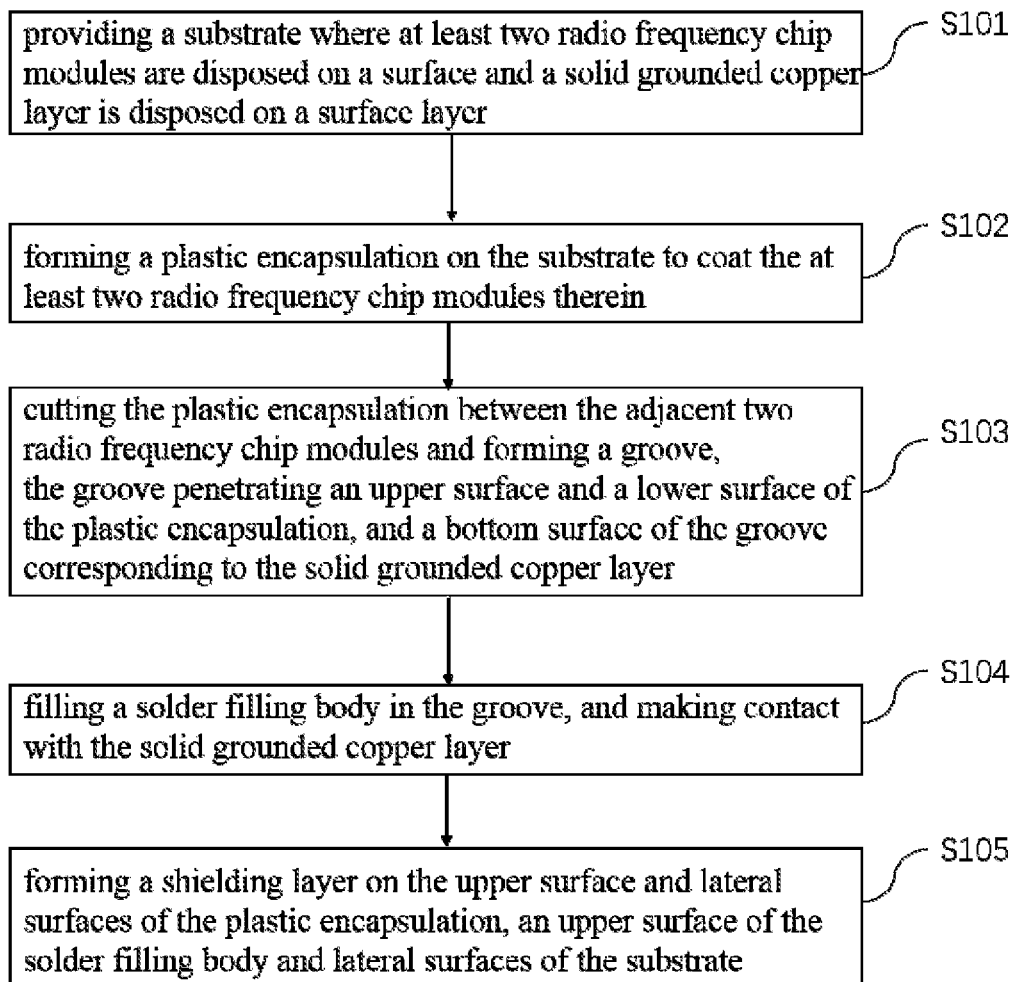 providing a substrate where at least two radio frequency chip
modules are disposed on a surface and a solid grounded copper
layer is disposed on a surface layer
S101
forming a plastic encapsulation on the substrate to coat the at
least two radio frequency chip modules therein
S102
cutting the plastic encapsulation between the adjacent two
radio frequency chip modules and forming a groove,
the groove penetrating an upper surface and a lower surface of
the plastic encapsulation, and a bottom surface of the groove
corresponding to the solid grounded copper layer
S103
filling a solder filling body in the groove, and making contact
with the solid grounded copper layer
S104
forming a shielding layer on the upper surface and lateral
surfaces of the plastic encapsulation, an upper surface of the
solder filling body and lateral surfaces of the substrate
S105